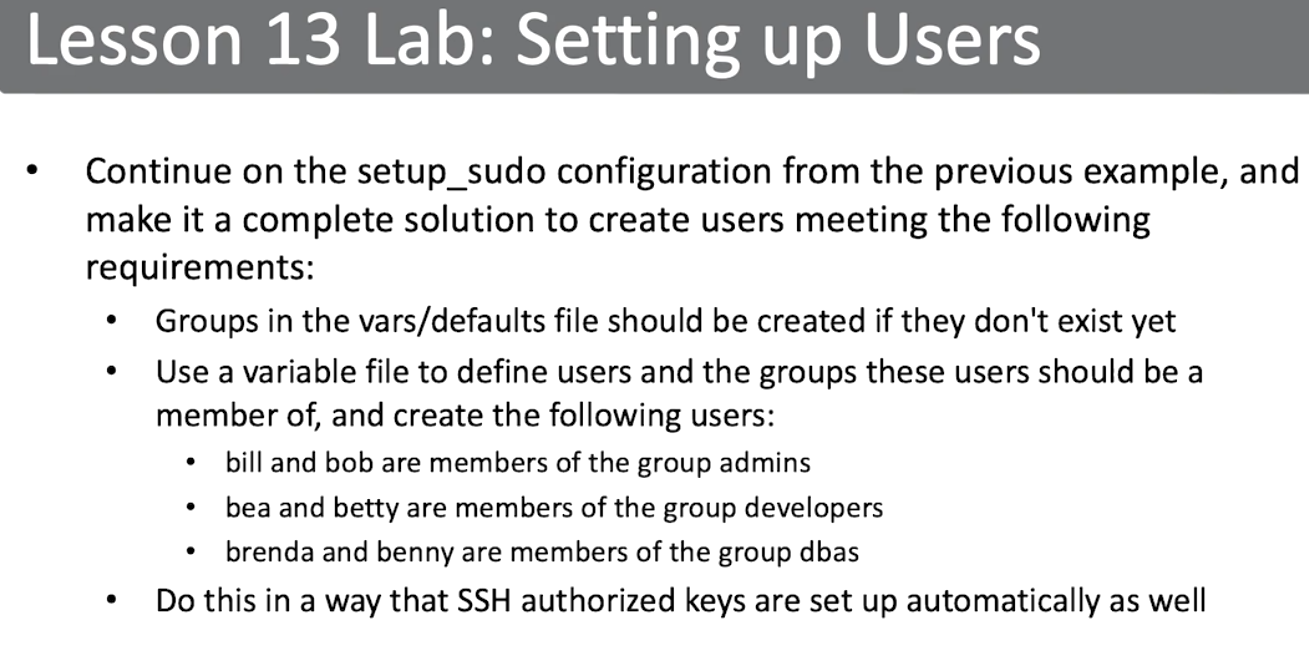 Lesson 13 Lab: Setting up Users
• Continue on the setup_sudo configuration from the previous example, and
make it a complete solution to create users meeting the following
requirements:
• Groups in the vars/defaults file should be created if they don't exist yet
• Use a variable file to define users and the groups these users should be a
member of, and create the following users:
• bill and bob are members of the group admins
• bea and betty are members of the group developers
• brenda and benny are members of the group dbas
• Do this in a way that SSH authorized keys are set up automatically as well